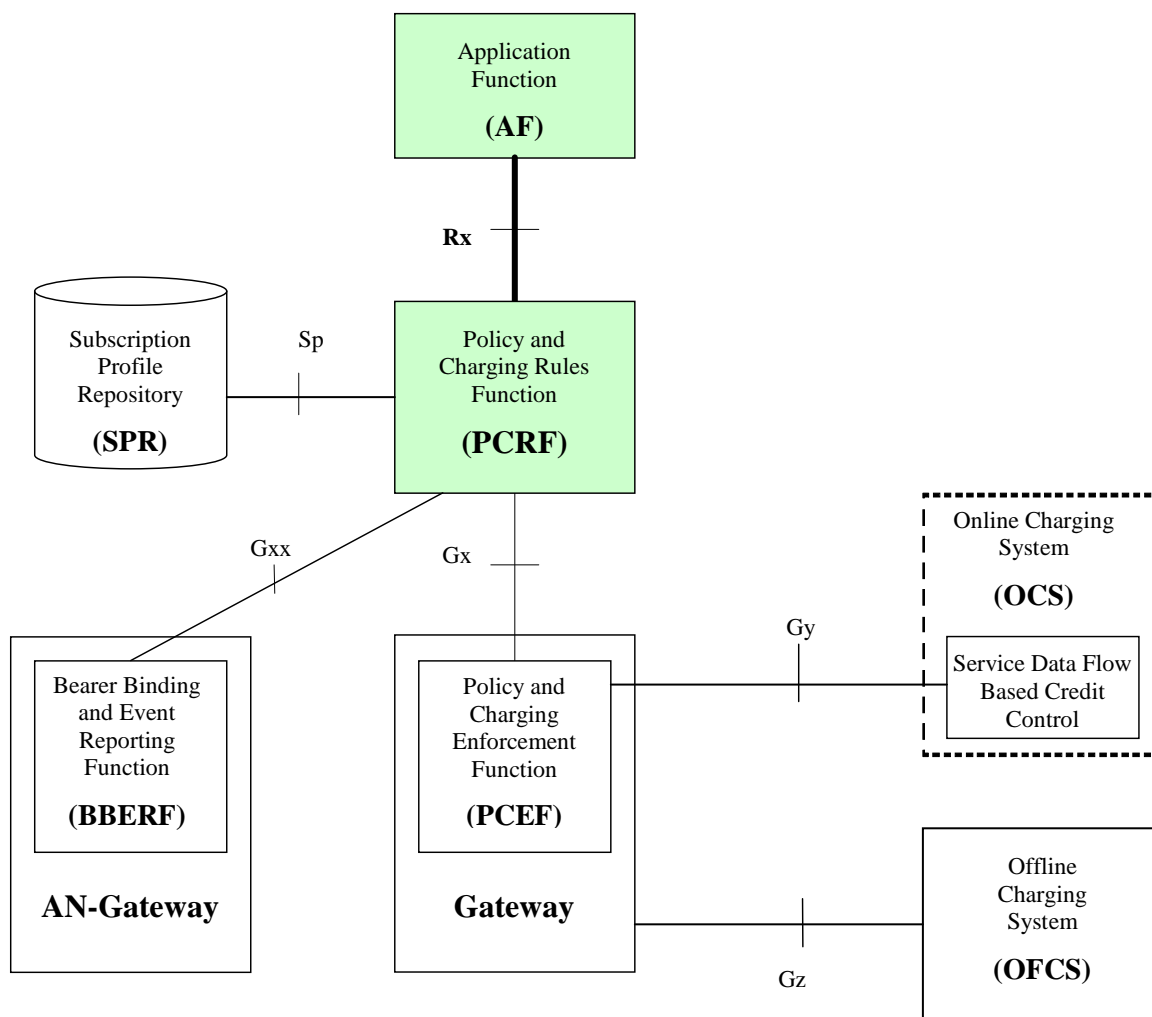 Application
Function
(AF)
Rx
Subscription
Profile
Repository
(SPR)
Sp
Policy and
Charging Rules
Function
(PCRF)
Gxx
Gx
Online Charging
System
(OCS)
Service Data Flow
Based Credit
Control
Gy
Bearer Binding
and Event
Reporting
Function
(BBERF)
AN-Gateway
Policy and
Charging
Enforcement
Function
(PCEF)
Gateway
Gz
Offline
Charging
System
(OFCS)